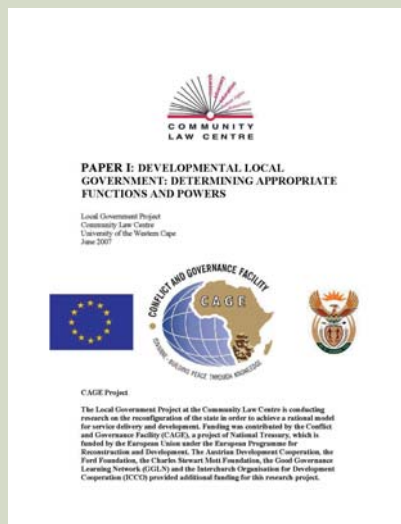 COMMUNITY
LAW CENTRE
PAPER I: DEVELOPMENTAL LOCAL
GOVERNMENT: DETERMINING APPROPRIATE
FUNCTIONS AND POWERS
Local Government Project
Community Law Centre
University of the Western Cape
June 2007
CONFLICT AND GOVERNANCE FACILITY
CAGE
BUILDING PEACE THROUGH KNOWLEDGE
CAGE Project
The Local Government Project at the Community Law Centre is conducting
research on the reconfiguration of the state in order to achieve a rational model
for service delivery and development. Funding was contributed by the Conflict
and Governance Facility (CAGE), a project of National Treasury, which is
funded by the European Union under the European Programme for
Reconstruction and Development. The Austrian Development Cooperation, the
Ford Foundation, the Charles Stewart Mott Foundation, the Good Governance
Learning Network (GGLN) and the Interchurch Organisation for Development
Cooperation (ICCO) provided additional funding for this research project.